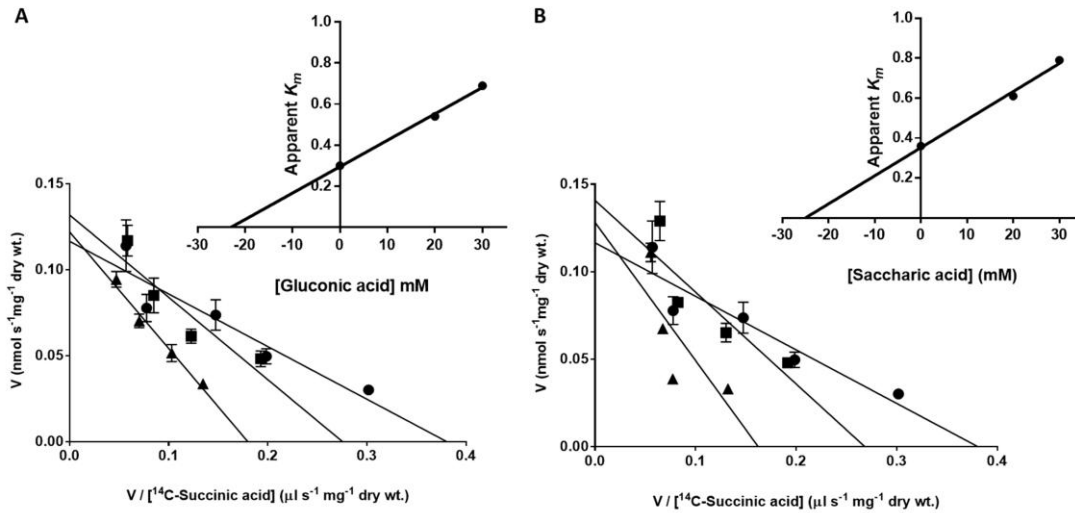 A
1.0
0.8
0.6
0.4
0.2
Apparent Km
-30 -20 -10 0 10 20 30
[Gluconic acid] mM
0.15
0.10
0.05
0.00
V (nmol s⁻¹mg⁻¹ dry wt.)
0.0 0.1 0.2 0.3 0.4
V / [¹⁴C-Succinic acid] (µl s⁻¹ mg⁻¹ dry wt.)
B
1.0
0.8
0.6
0.4
0.2
Apparent Km
-30 -20 -10 0 10 20 30
[Saccharic acid] (mM)
0.15
0.10
0.05
0.00
V (nmol s⁻¹mg⁻¹ dry wt.)
0.0 0.1 0.2 0.3 0.4
V / [¹⁴C-Succinic acid] (µl s⁻¹ mg⁻¹ dry wt.)